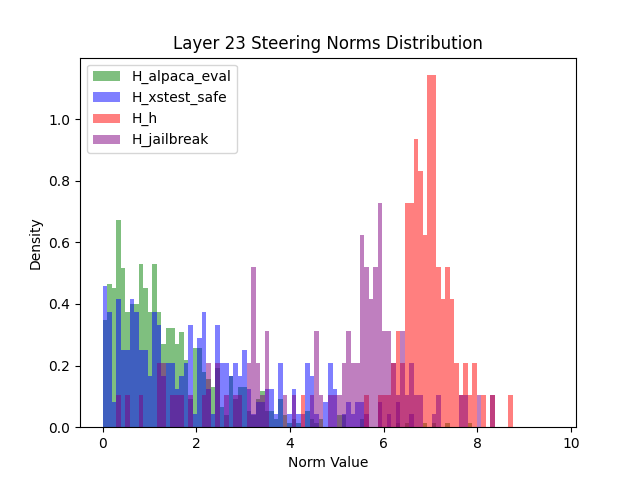 Layer 23 Steering Norms Distribution
H_alpaca_eval
H_xstest_safe
H_h
H_jailbreak
Density
1.0
0.8
0.6
0.4
0.2
0.0
0 2 4 6 8 10
Norm Value